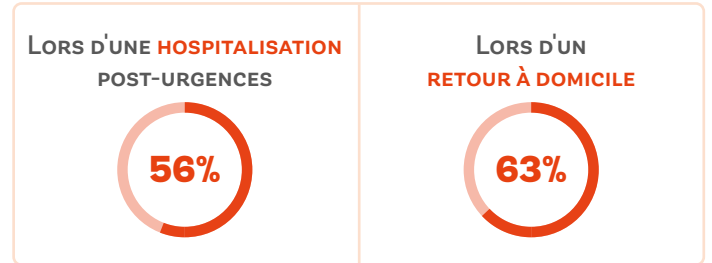 Lors d'une hospitalisation
post-urgences
56%
Lors d'un
retour à domicile
63%